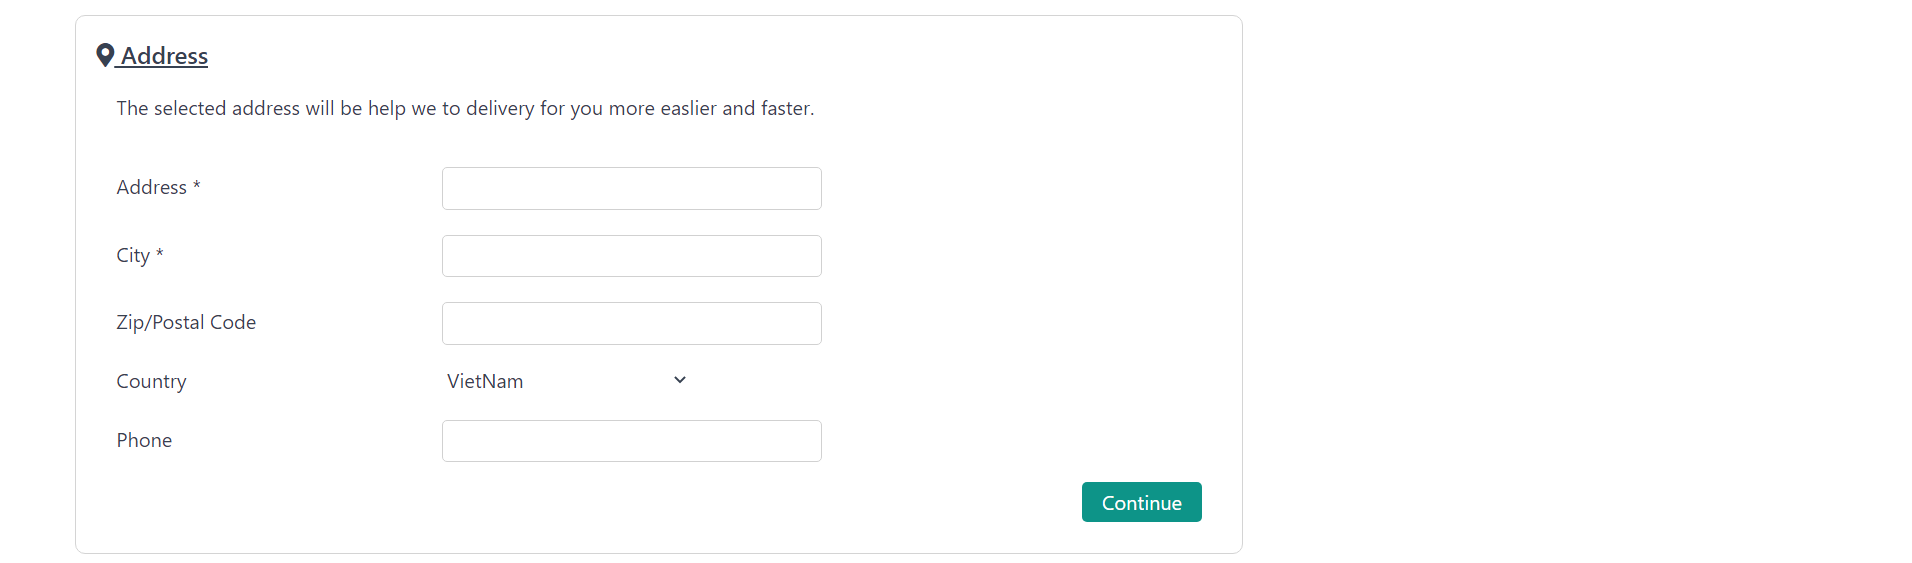 Address
The selected address will be help we to delivery for you more easlier and faster.
Address *
City *
Zip/Postal Code
Country VietNam
Phone
Continue